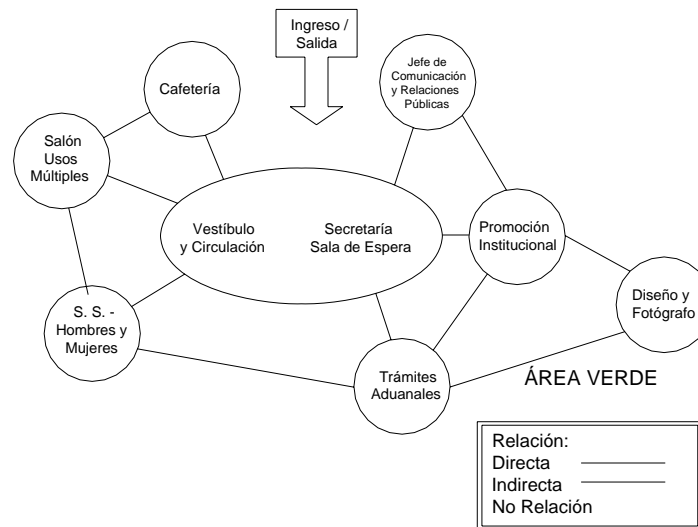 Ingreso /
Salida
Jefe de
Comunicación
y Relaciones
Públicas
Cafetería
Salón
Usos
Múltiples
Vestíbulo
y Circulación
Secretaría
Sala de Espera
Promoción
Institucional
Diseño y
Fotógrafo
S. S. -
Hombres y
Mujeres
Trámites
Aduanales
ÁREA VERDE
Relación:
Directa
Indirecta
No Relación